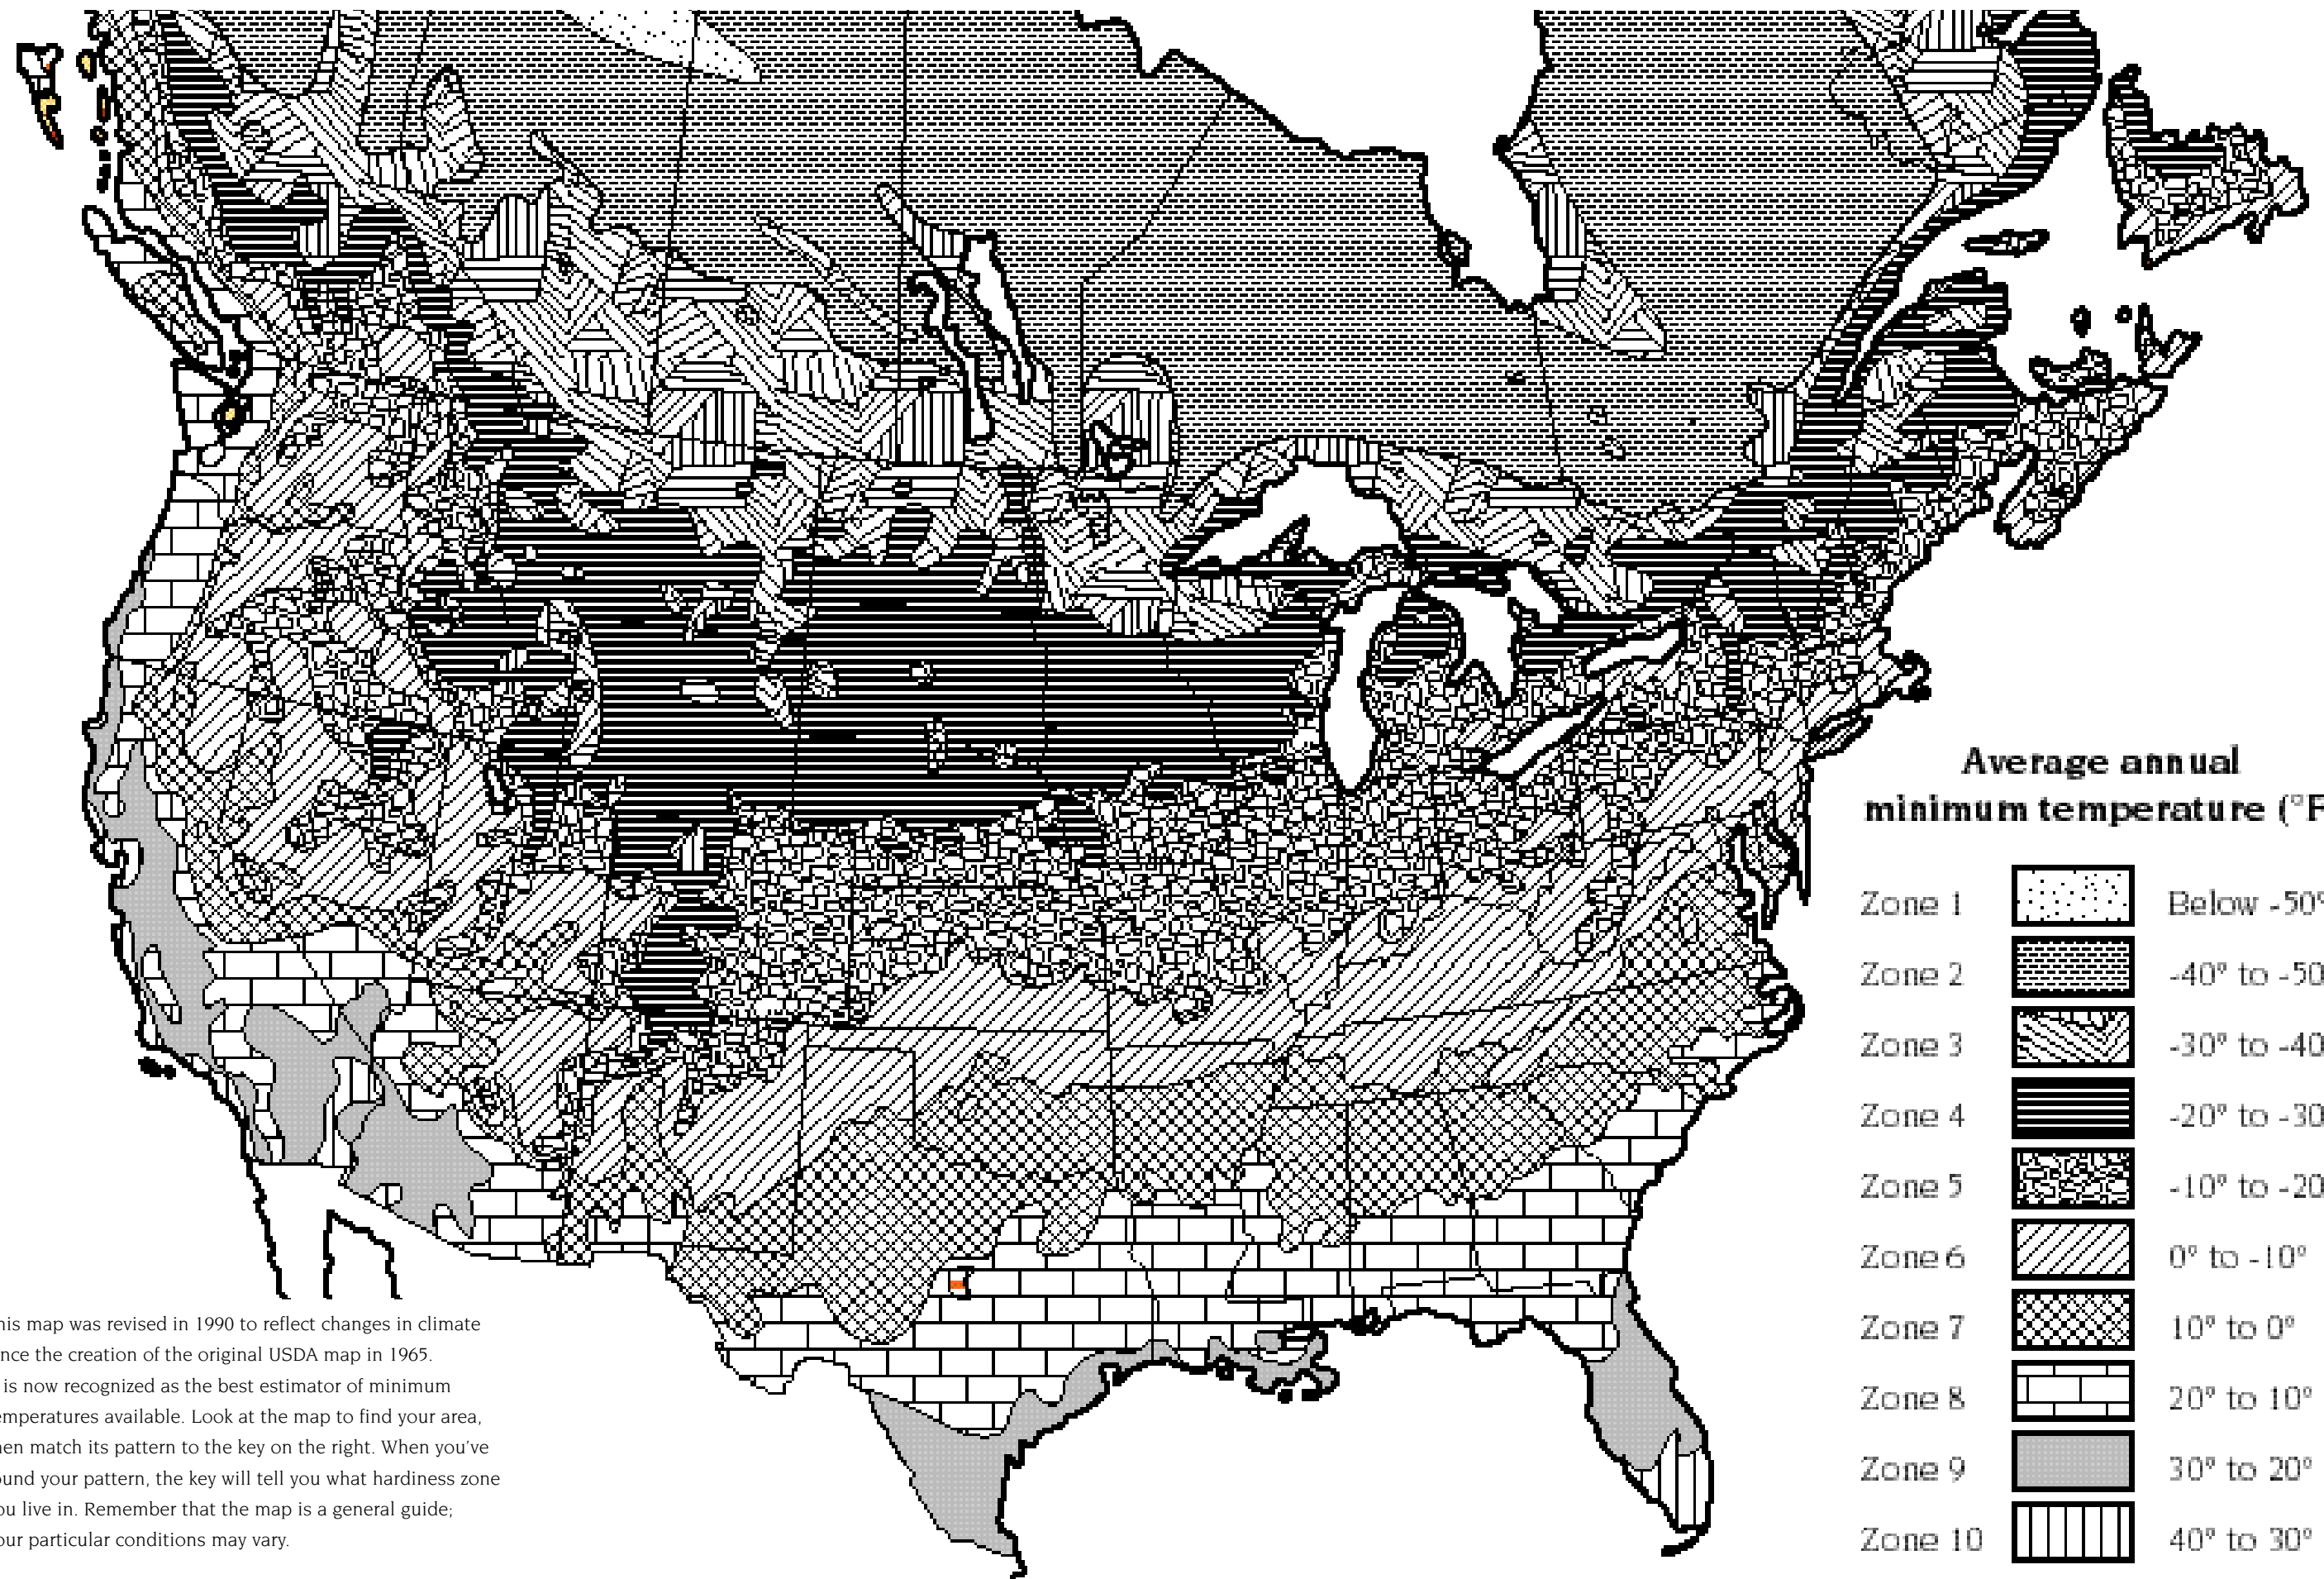 Average annual
minimum temperature (°F
Zone 1 Below -50°
Zone 2 -40° to -50
Zone 3 -30° to -40
Zone 4 -20° to -30
Zone 5 -10° to -20
Zone 6 0° to -10°
Zone 7 10° to 0°
Zone 8 20° to 10°
Zone 9 30° to 20°
Zone 10 40° to 30°
his map was revised in 1990 to reflect changes in climate
nce the creation of the original USDA map in 1965.
is now recognized as the best estimator of minimum
emperatures available. Look at the map to find your area,
hen match its pattern to the key on the right. When you've
ound your pattern, the key will tell you what hardiness zone
ou live in. Remember that the map is a general guide;
our particular conditions may vary.